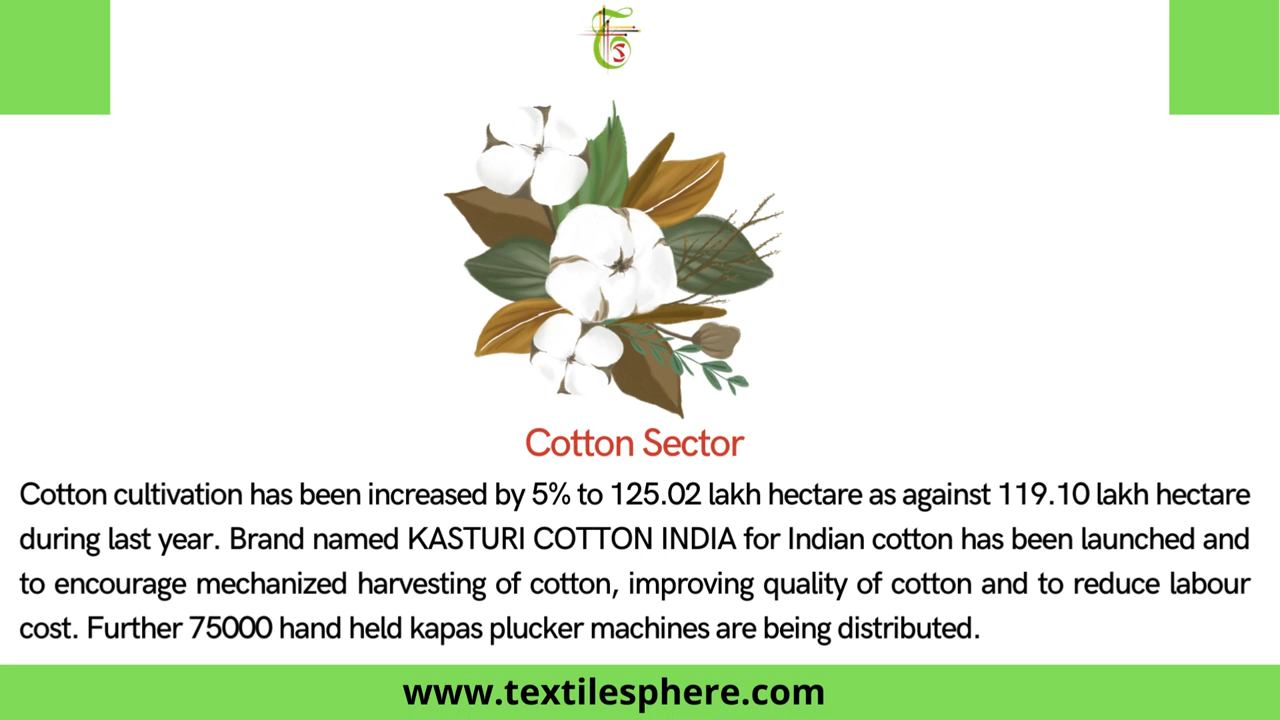 Cotton Sector
Cotton cultivation has been increased by 5% to 125.02 lakh hectare as against 119.10 lakh hectare
during last year. Brand named KASTURI COTTON INDIA for Indian cotton has been launched and
to encourage mechanized harvesting of cotton, improving quality of cotton and to reduce labour
cost. Further 75000 hand held kapas plucker machines are being distributed.
www.textilesphere.com